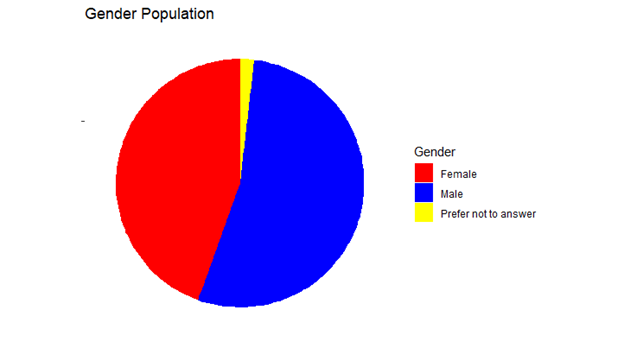 Gender Population
-
Gender
Female
Male
Prefer not to answer